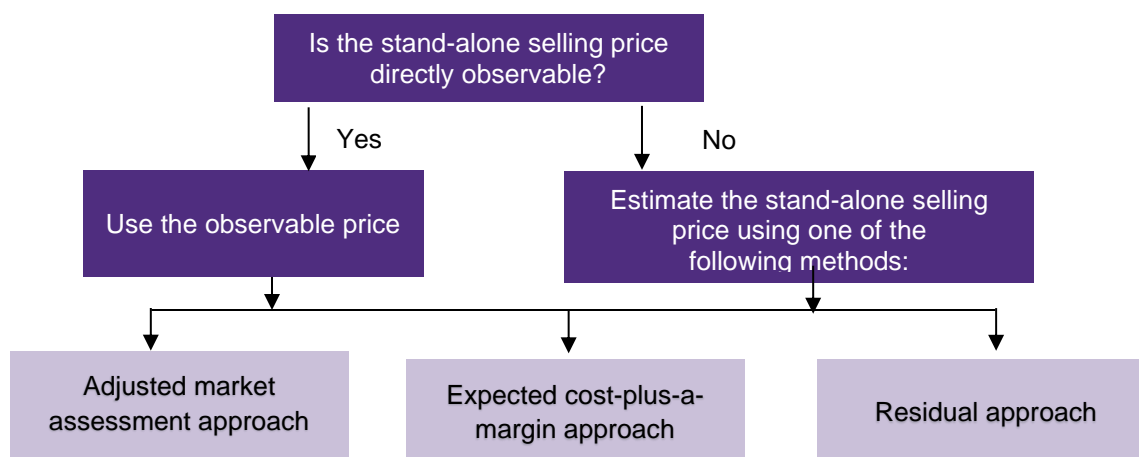 Is the stand-alone selling price
directly observable?
Yes
No
Use the observable price
Estimate the stand-alone selling
price using one of the
following methods:
Adjusted market
assessment approach
Expected cost-plus-a-
margin approach
Residual approach